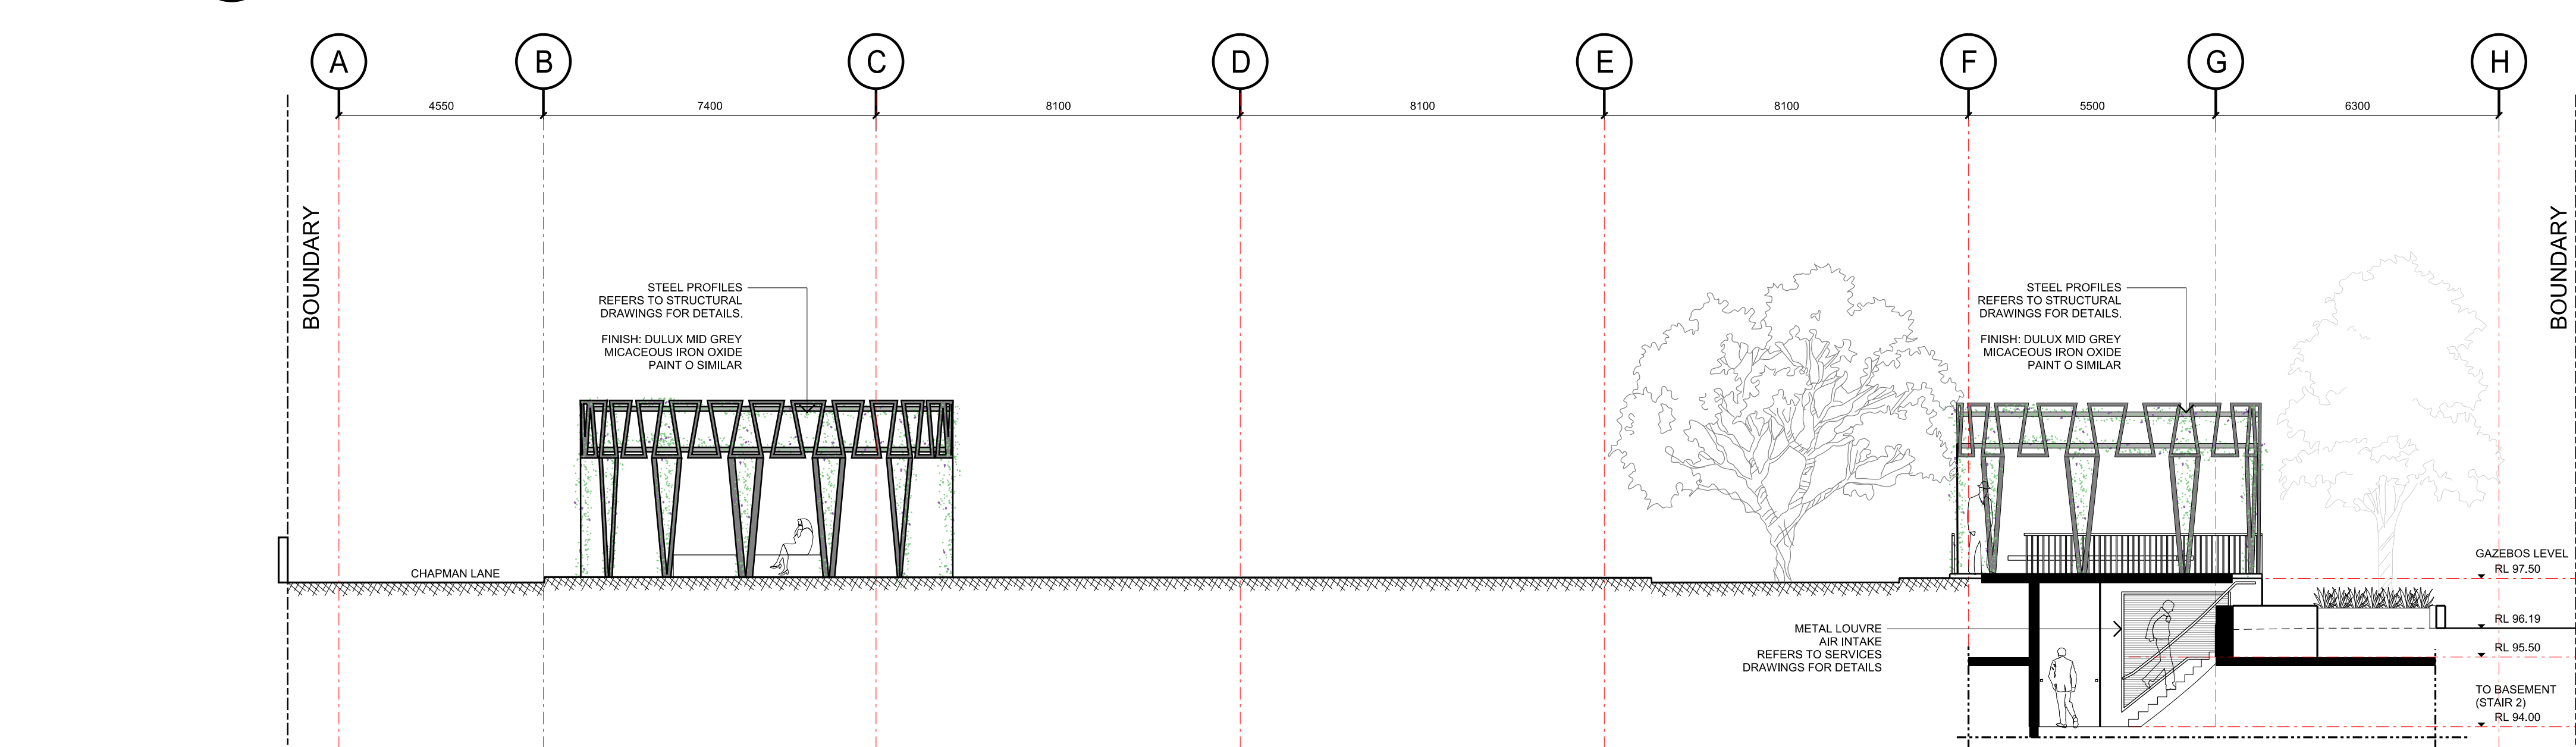 A B C D E F G H
4550 7400 8100 8100 8100 5500 6300
BOUNDARY
BOUNDARY
STEEL PROFILES
REFERS TO STRUCTURAL
DRAWINGS FOR DETAILS.
FINISH: DULUX MID GREY
MICACEOUS IRON OXIDE
PAINT O SIMILAR
STEEL PROFILES
REFERS TO STRUCTURAL
DRAWINGS FOR DETAILS.
FINISH: DULUX MID GREY
MICACEOUS IRON OXIDE
PAINT O SIMILAR
CHAPMAN LANE
GAZEBOS LEVEL
RL 97.50
METAL LOUVRE
AIR INTAKE
REFERS TO SERVICES
DRAWINGS FOR DETAILS
RL 96.19
RL 95.50
TO BASEMENT
(STAIR 2)
RL 94.00